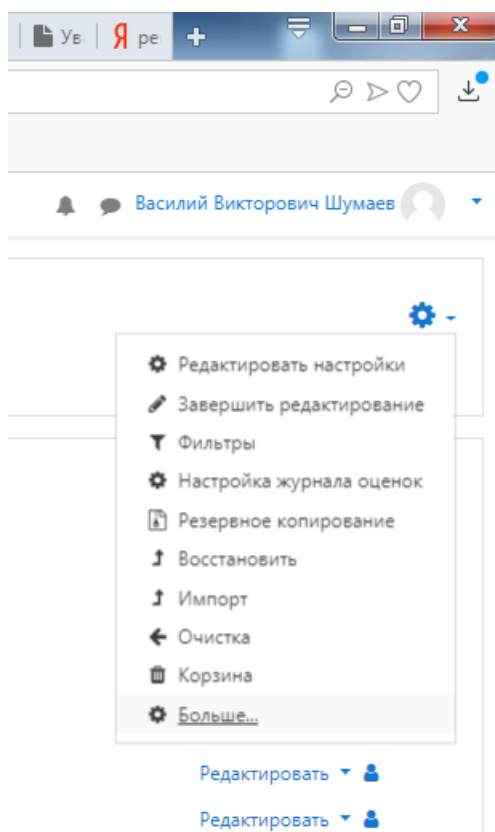 Ув
Я ре
Василий Викторович Шумаев
Редактировать настройки
Завершить редактирование
Фильтры
Настройка журнала оценок
Резервное копирование
Восстановить
Импорт
Очистка
Корзина
Больше...
Редактировать
Редактировать